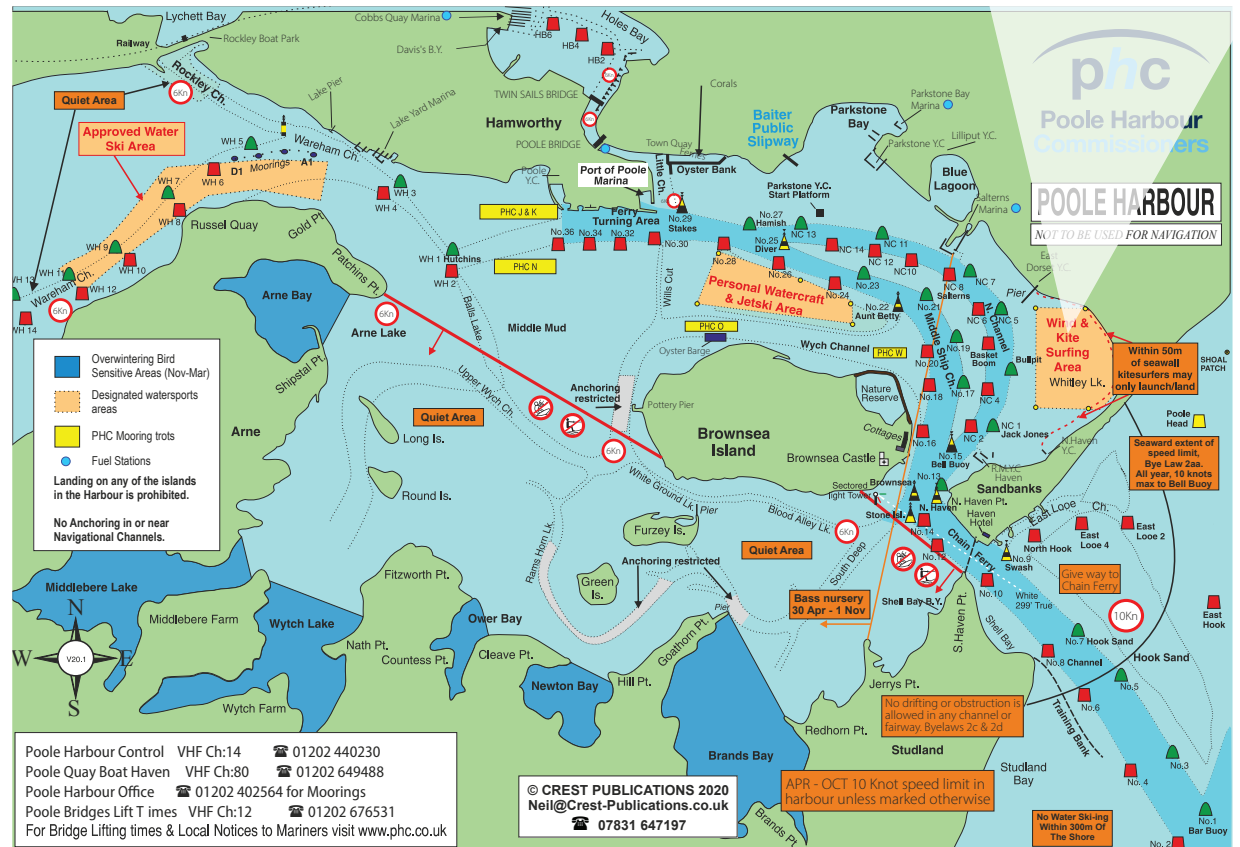 Lychett Bay
Railway
Rockley Boat Park
Cobbs Quay Marina
Davis's B.Y.
Holes Bay
HB6
HB4
HB2
Rockley Ch.
6Kn
Quiet Area
Approved Water
Ski Area
Lake Pier
Lake Yard Marina
TWIN SAILS BRIDGE
Hamworthy
POOLE BRIDGE
Corals
Town Quay
Ferries
Oyster Bank
Baiter
Public
Slipway
Parkstone
Bay
Parkstone Bay
Marina
Parkstone Y.C
Lilliput Y.C.
Blue
Lagoon
Salterns
Marina
phc
Poole Harbour
Commissioners
POOLE HARBOUR
NOT TO BE USED FOR NAVIGATION
WH 5
Wareham Ch.
D1
Moorings
A1
WH 7
WH 6
WH 8
WH 3
WH 4
Russel Quay
Gold Pt.
Patchins Pt.
WH 9
WH 10
WH 11
WH 12
WH 13
WH 14
Wareham Ch.
6Kn
Arne Bay
Poole
Y.C.
Port of Poole
Marina
Little Ch.
PHC J & K
PHC N
Ferry
Turning Area
No.36
No.34
No.32
No.30
No.29
Stakes
WH 1 Hutchins
WH 2
Parkstone Y.C.
Start Platform
No.27
Hamish
No.25
Diver
NC 13
NC 14
NC 11
NC 12
NC10
No.28
No.26
No.24
No.23
No.22
Aunt Betty
No.21
NC 8
Salterns
NC 7
NC 6
NC 5
N. Channel
East
Dorset Y.C.
Pier
Personal Watercraft
& Jetski Area
Wills Cut
Balls Lake
Middle Mud
PHC O
Oyster Barge
Wych Channel
PHC W
Middle Ship Ch.
No.20
No.19
No.18
No.17
Basket
Boom
Bullpit
NC 4
NC 2
NC 1
Jack Jones
No.16
No.15
Bell Buoy
Wind &
Kite
Surfing
Area
Whitley Lk.
Within 50m
of seawall
kitesurfers may
only launch/land
SHOAL
PATCH
Poole
Head
Seaward extent of
speed limit,
Bye Law 2aa.
All year, 10 knots
max to Bell Buoy
6Kn
Arne Lake
Overwintering Bird
Sensitive Areas (Nov-Mar)
Designated watersports
areas
PHC Mooring trots
Fuel Stations
Landing on any of the islands
in the Harbour is prohibited.
No Anchoring in or near
Navigational Channels.
Shipstal Pt.
Arne
Upper Wych Ch.
Quiet Area
Long Is.
Round Is.
Anchoring
restricted
Pottery Pier
6Kn
Brownsea
Island
Nature
Reserve
Cottages
Brownsea Castle
Sectored
light Tower
Brownsea
No.13
N. Haven
Stone Isl.
No.14
No.12
R.M.Y.C
Haven
N.Haven
Y.C.
Sandbanks
N. Haven Pt.
Haven
Hotel
East Looe Ch.
North Hook
East
Looe 4
East
Looe 2
No.9
Swash
Chain Ferry
No.10
White
299' True
Give way to
Chain Ferry
10Kn
East
Hook
White Ground Lk.
Pier
Furzey Is.
Blood Alley Lk.
6Kn
Quiet Area
South Deep
Rams Horn Lk.
Anchoring restricted
Green
Is.
Pier
Goathorn Pt.
Bass nursery
30 Apr - 1 Nov
Shell Bay B.Y.
S.Haven Pt.
Shell Bay
No.7 Hook Sand
No.8 Channel
Hook Sand
No.5
No.6
Training Bank
No.3
No.4
No.1
Bar Buoy
No.2
Middlebere Lake
Middlebere Farm
Wytch Lake
Wytch Farm
Fitzworth Pt.
Nath Pt.
Countess Pt.
Ower Bay
Cleave Pt.
Newton Bay
Hill Pt.
Brands Bay
Brands Pt.
Jerrys Pt.
Redhorn Pt.
Studland
Studland
Bay
No drifting or obstruction is
allowed in any channel or
fairway. Byelaws 2c & 2d
APR - OCT 10 Knot speed limit in
harbour unless marked otherwise
No Water Ski-ing
Within 300m Of
The Shore
N
W
V20.1
E
S
Poole Harbour Control VHF Ch:14 ☎ 01202 440230
Poole Quay Boat Haven VHF Ch:80 ☎ 01202 649488
Poole Harbour Office ☎ 01202 402564 for Moorings
Poole Bridges Lift T imes VHF Ch:12 ☎ 01202 676531
For Bridge Lifting times & Local Notices to Mariners visit www.phc.co.uk
© CREST PUBLICATIONS 2020
Neil@Crest-Publications.co.uk
☎ 07831 647197